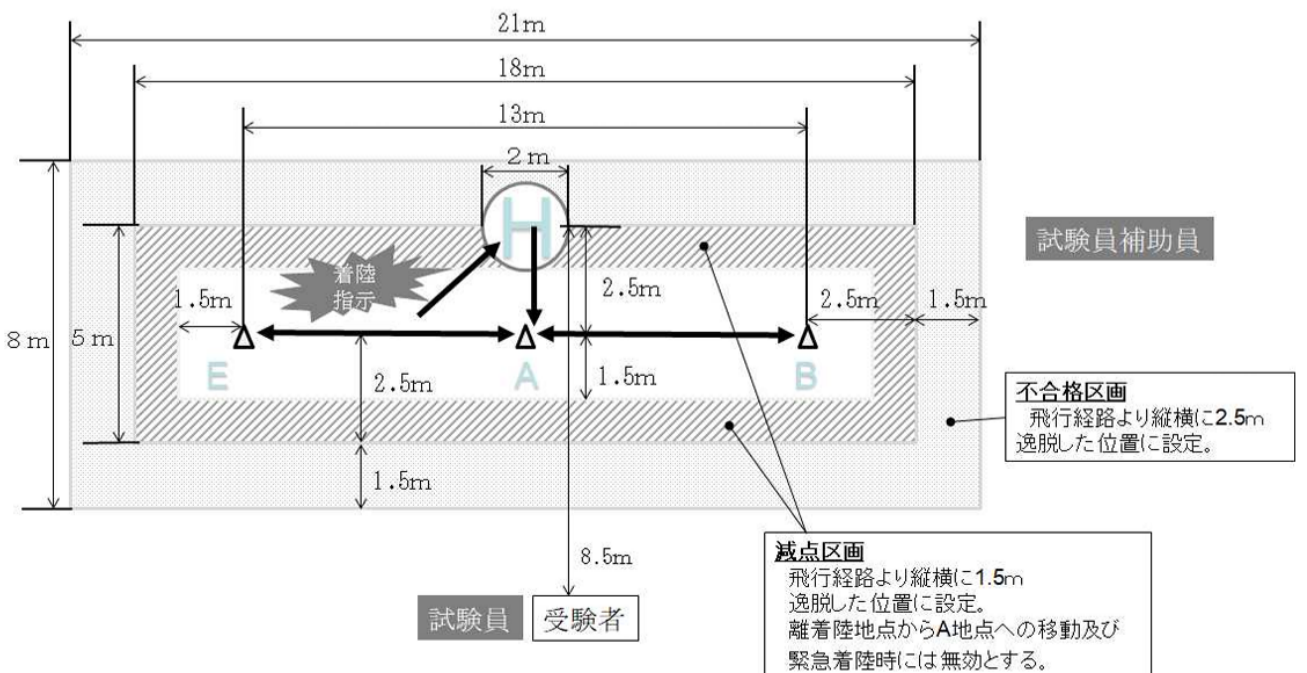 21m
18m
13m
2m
H
試験員補助員
着陸
指示
1.5m
2.5m
2.5m
1.5m
8m
5m
E
A
B
2.5m
1.5m
1.5m
不合格区画
飛行経路より縦横に2.5m
逸脱した位置に設定。
8.5m
減点区画
飛行経路より縦横に1.5m
逸脱した位置に設定。
離着陸地点からA地点への移動及び
緊急着陸時には無効とする。
試験員
受験者